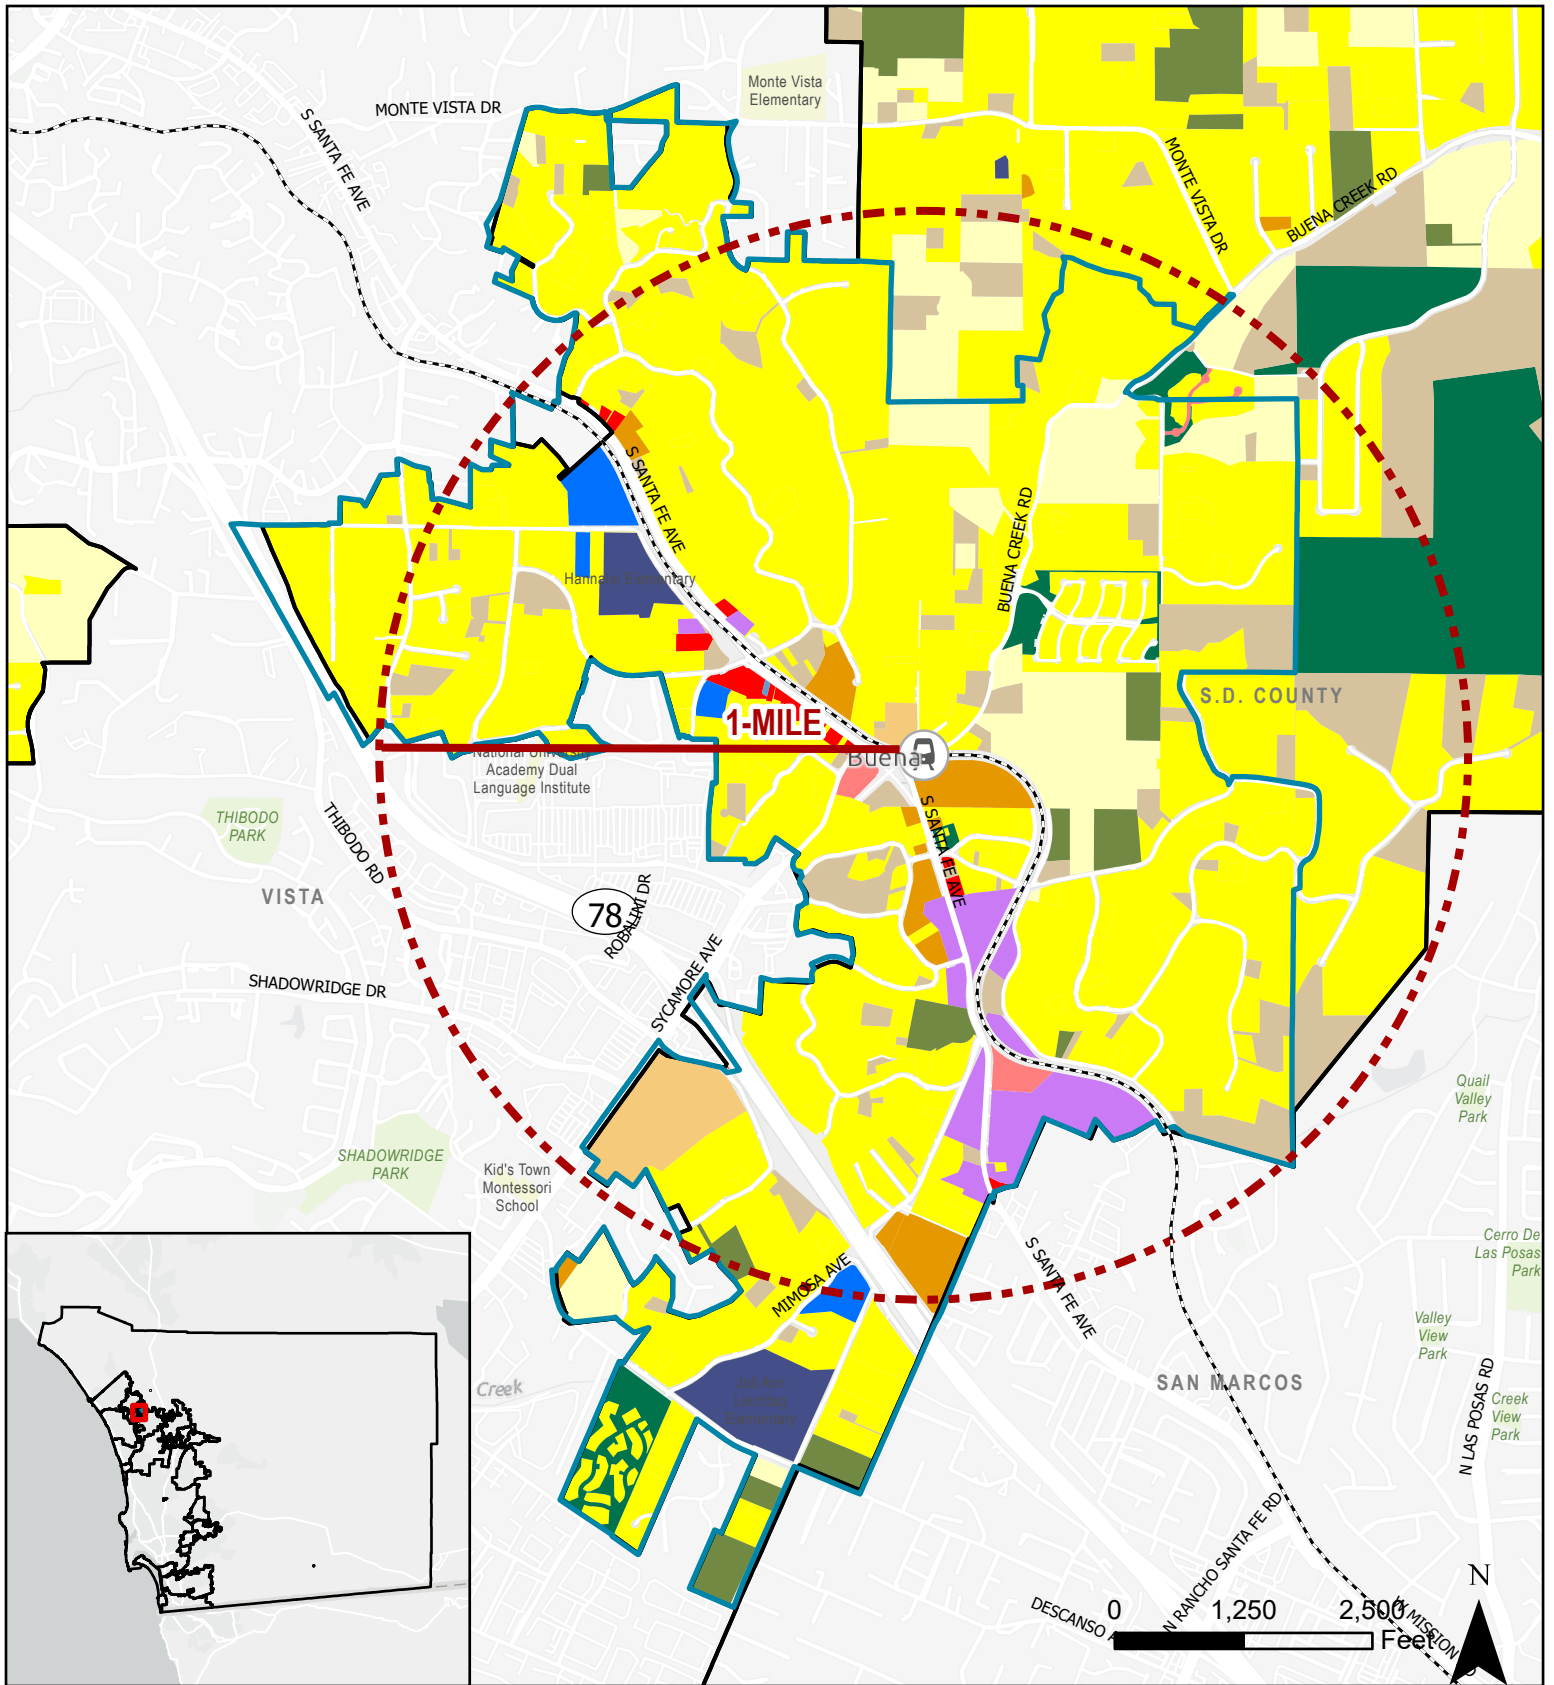 Monte Vista
Elementary
MONTE VISTA DR
S SANTA FE AVE
MONTE VISTA DR
BUENA CREEK RD
S SANTA FE AVE
BUENA CREEK RD
Hannalei Elementary
S.D. COUNTY
1-MILE
Buena
National University
Academy Dual
Language Institute
THIBODO
PARK
THIBODO RD
S SANTA FE AVE
VISTA
78
ROBALINI DR
SYCAMORE AVE
SHADOWRIDGE DR
Quail
Valley
Park
SHADOWRIDGE
PARK
Kid's Town
Montessori
School
Cerro De
Las Posas
Park
S SANTA FE AVE
MIMOSA AVE
Valley
View
Park
Creek
SAN MARCOS
N LAS POSAS RD
Creek
View
Park
Elementary
N RANCHO SANTA FE RD
DESCANSO
W MISSION
0
1,250
2,500
Feet
N